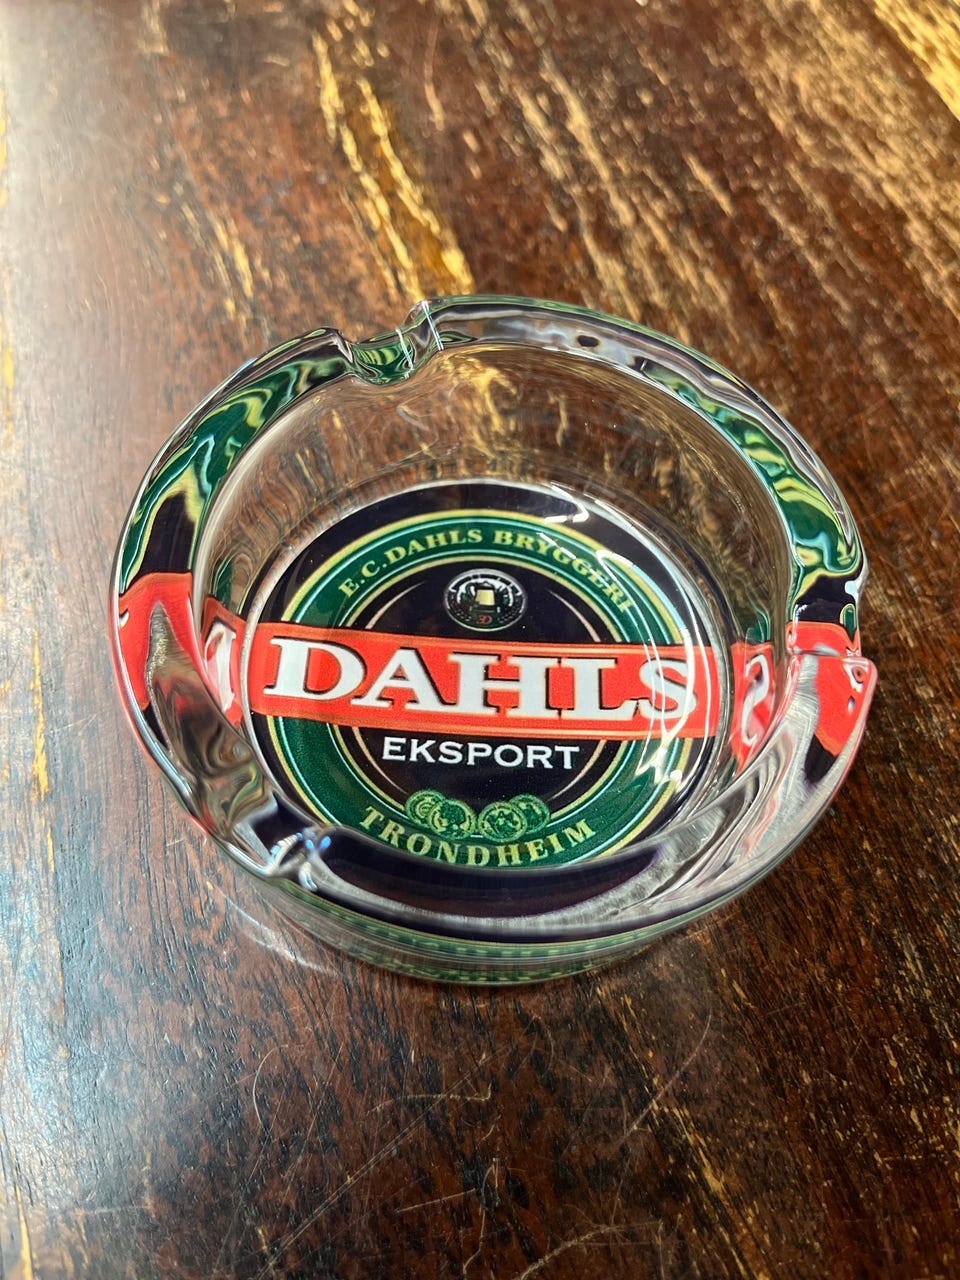 E.C. DAHLS BRYGGERI
DAHLS
EKSPORT
TRONDHEIM